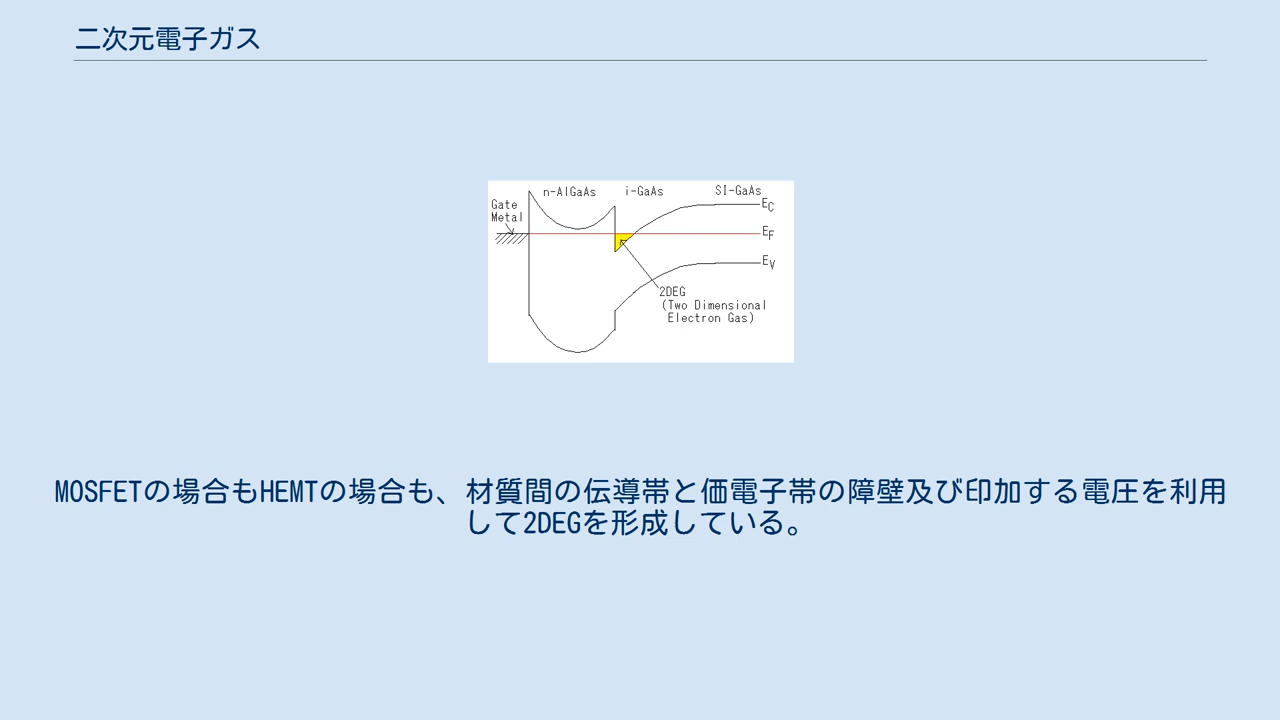 二次元電子ガス
n-AlGaAs i-GaAs SI-GaAs
Gate
Metal
EC
EF
EV
2DEG
(Two Dimensional
Electron Gas)
MOSFETの場合もHEMTの場合も、材質間の伝導帯と価電子帯の障壁及び印加する電圧を利用
して2DEGを形成している。